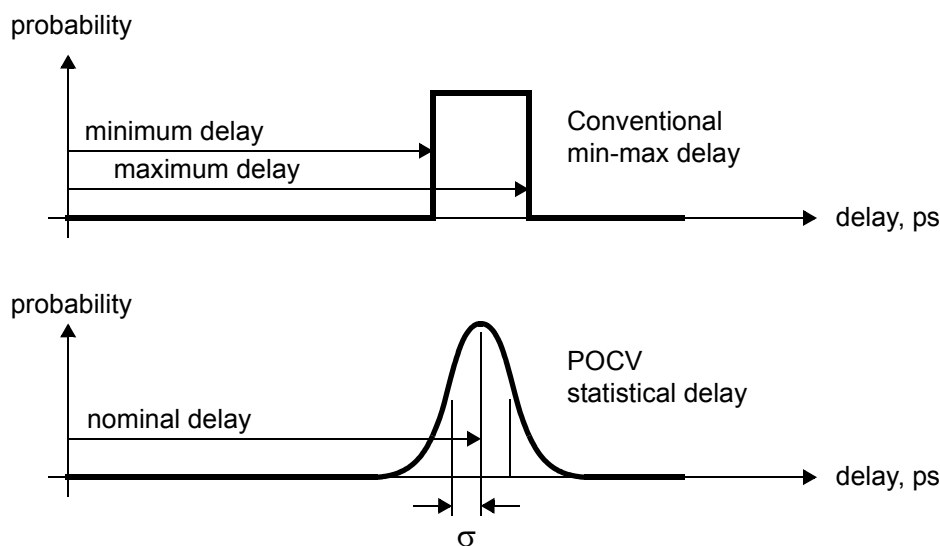 probability
minimum delay
maximum delay
Conventional
min-max delay
delay, ps
probability
nominal delay
POCV
statistical delay
delay, ps
σ